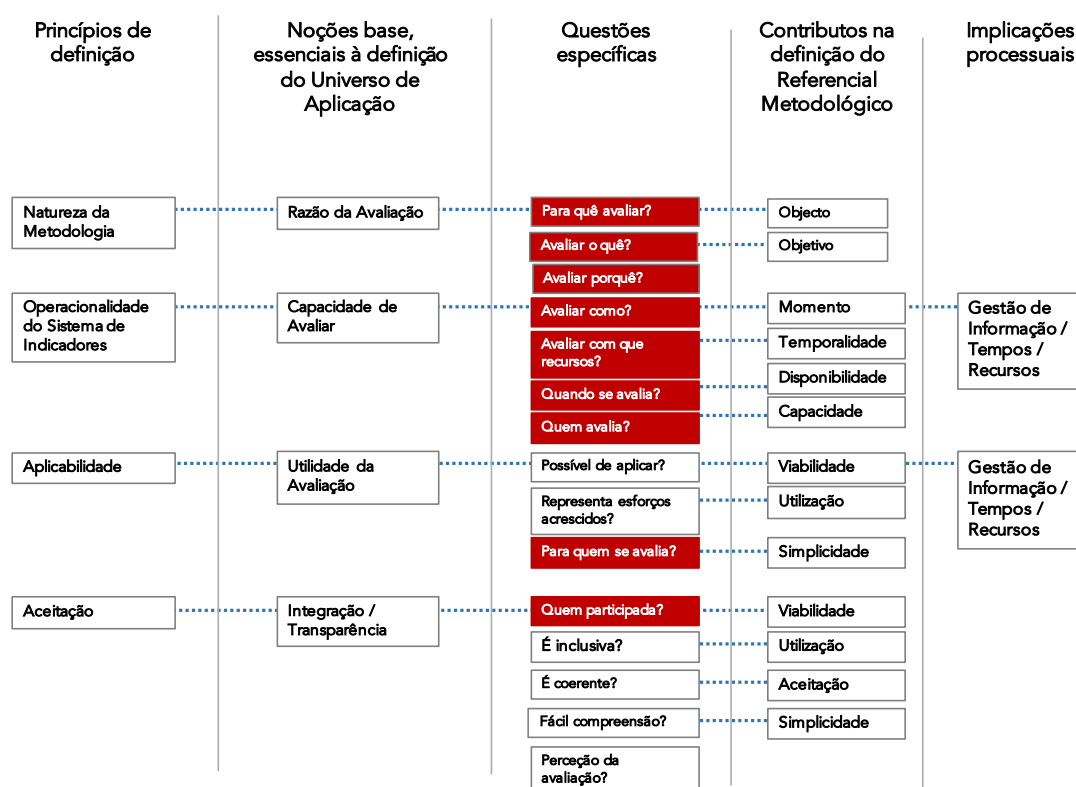 Princípios de
definição
Noções base,
essenciais à definição
do Universo de
Aplicação
Questões
específicas
Contributos na
definição do
Referencial
Metodológico
Implicações
processuais
Natureza da
Metodologia
Razão da Avaliação
Para quê avaliar?
Objecto
Avaliar o quê?
Objetivo
Avaliar porquê?
Operacionalidade
do Sistema de
Indicadores
Capacidade de
Avaliar
Avaliar como?
Momento
Gestão de
Informação /
Tempos /
Recursos
Avaliar com que
recursos?
Temporalidade
Quando se avalia?
Disponibilidade
Quem avalia?
Capacidade
Aplicabilidade
Utilidade da
Avaliação
Possível de aplicar?
Viabilidade
Gestão de
Informação /
Tempos /
Recursos
Representa esforços
acrescidos?
Utilização
Para quem se avalia?
Simplicidade
Aceitação
Integração /
Transparência
Quem participada?
Viabilidade
É inclusiva?
Utilização
É coerente?
Aceitação
Fácil compreensão?
Simplicidade
Perceção da
avaliação?